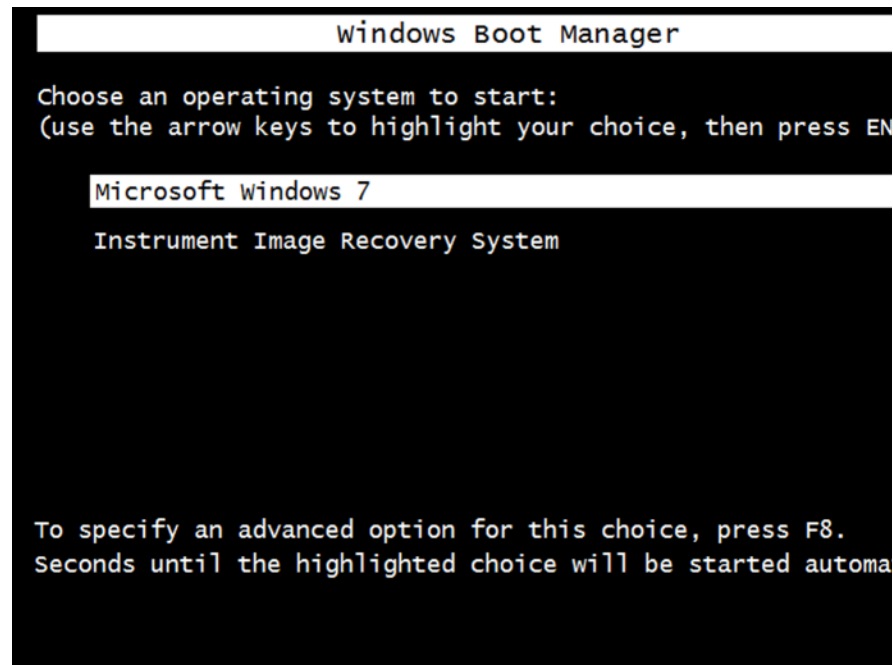 Windows Boot Manager
Choose an operating system to start:
(use the arrow keys to highlight your choice, then press EN
Microsoft Windows 7
Instrument Image Recovery System
To specify an advanced option for this choice, press F8.
Seconds until the highlighted choice will be started automa